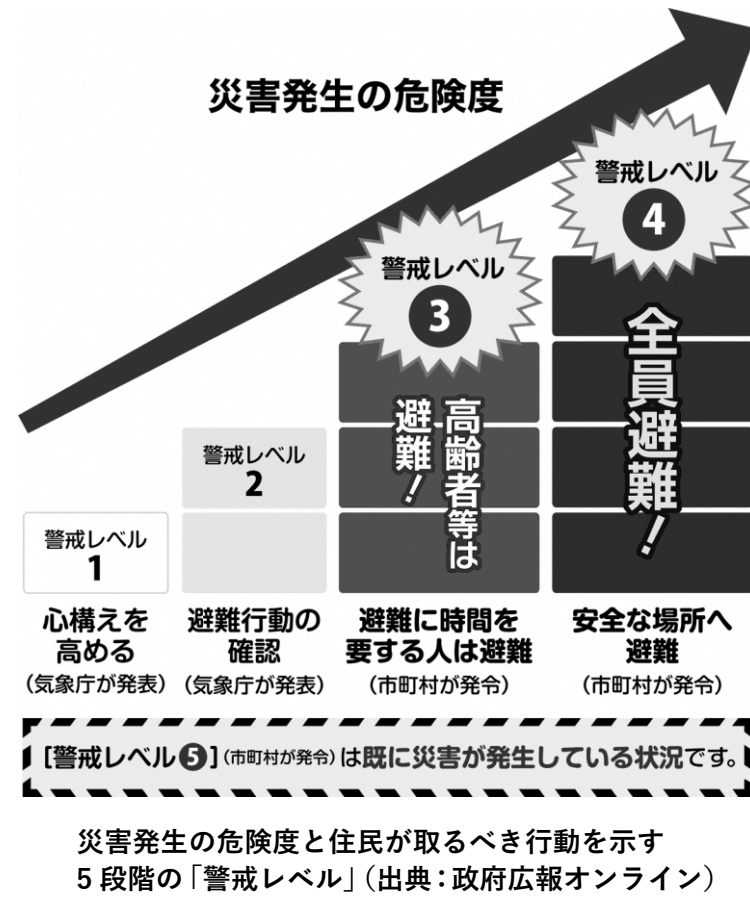 災害発生の危険度
警戒レベル
4
全員避難！
警戒レベル
3
高齢者等は
避難！
警戒レベル
2
警戒レベル
1
心構えを
高める
(気象庁が発表)
避難行動の
確認
(気象庁が発表)
避難に時間を
要する人は避難
(市町村が発令)
安全な場所へ
避難
(市町村が発令)
[警戒レベル❺](市町村が発令)は既に災害が発生している状況です。
災害発生の危険度と住民が取るべき行動を示す
5段階の「警戒レベル」（出典：政府広報オンライン）